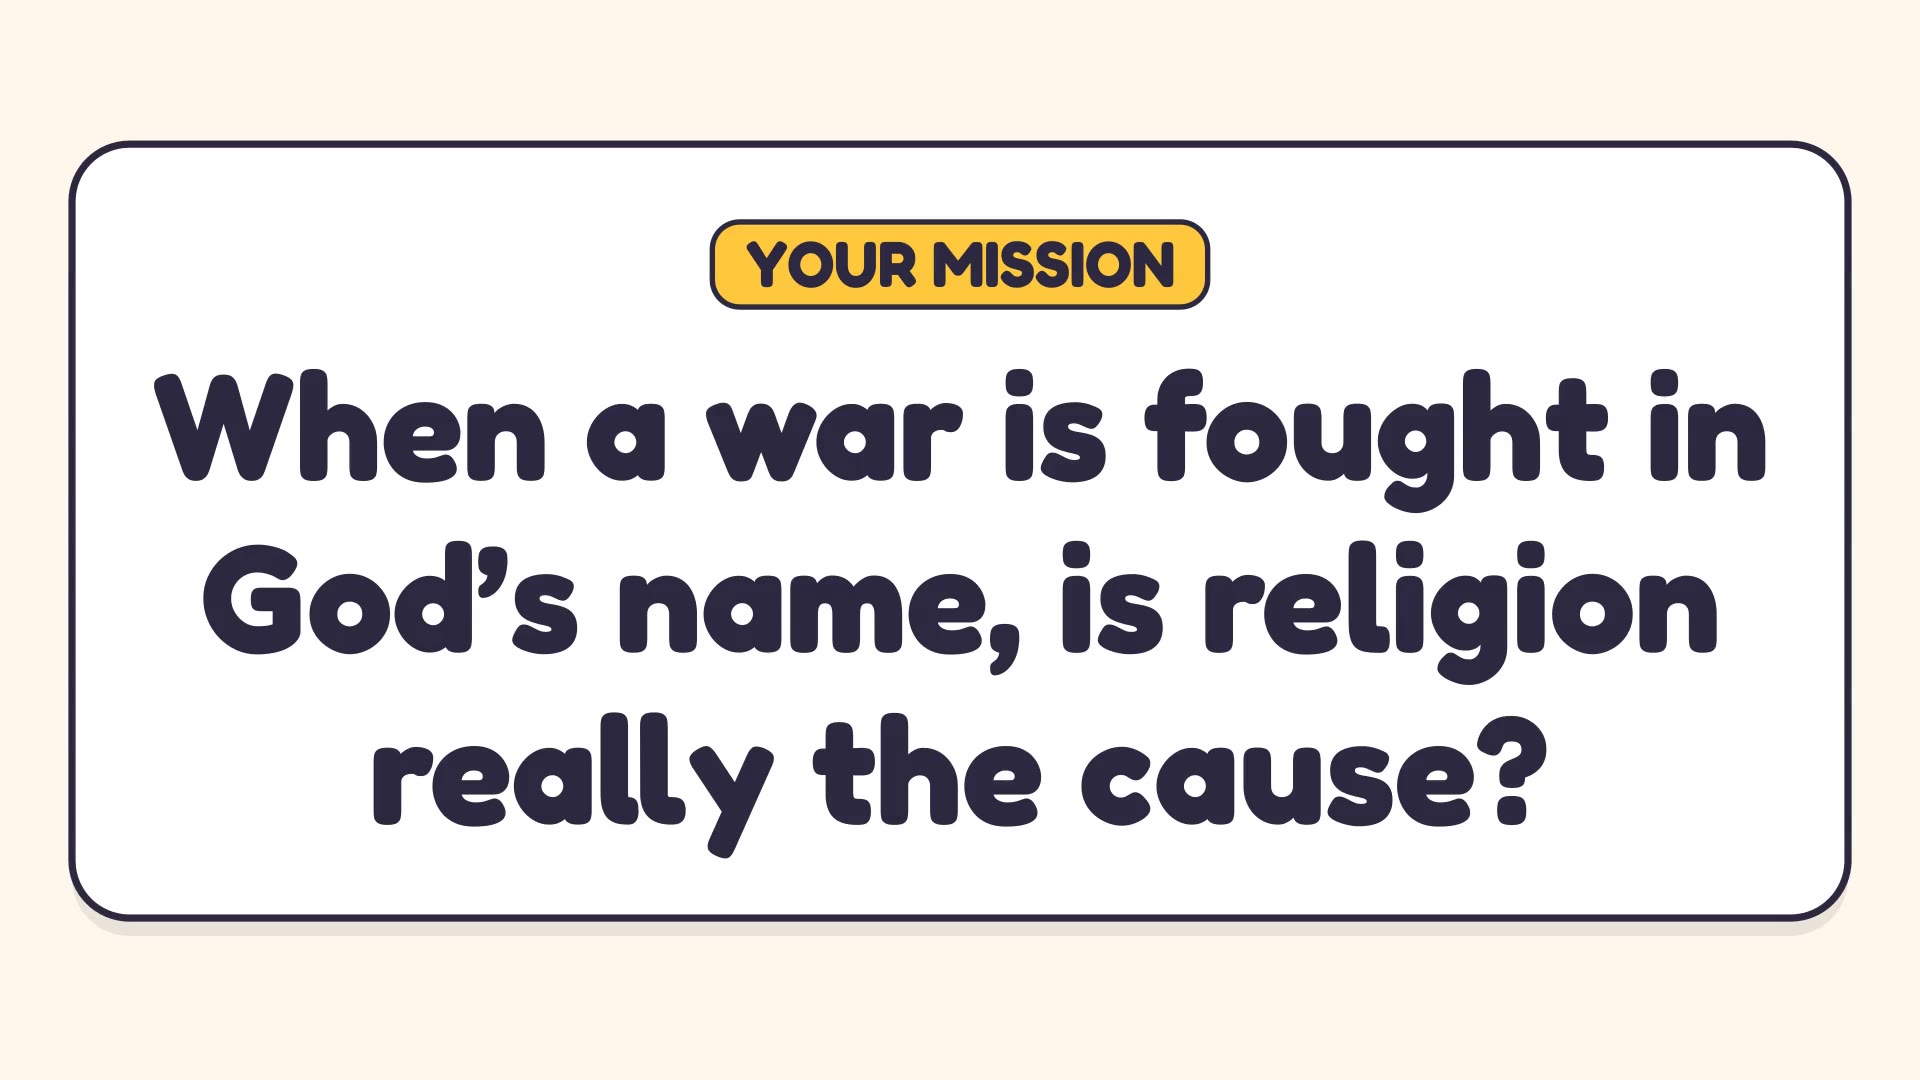 YOUR MISSION
When a war is fought in
God’s name, is religion
really the cause?